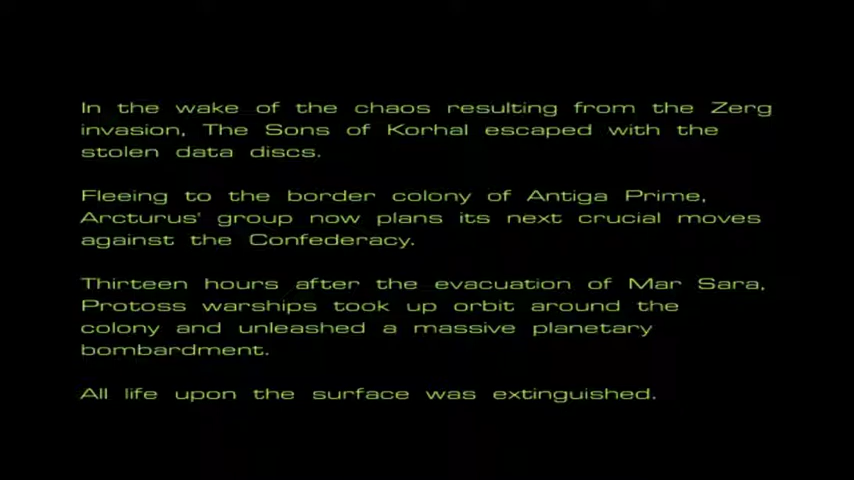 In the wake of the chaos resulting from the Zerg
invasion, The Sons of Korhal escaped with the
stolen data discs.
Fleeing to the border colony of Antiga Prime,
Arcturus' group now plans its next crucial moves
against the Confederacy.
Thirteen hours after the evacuation of Mar Sara,
Protoss warships took up orbit around the
colony and unleashed a massive planetary
bombardment.
All life upon the surface was extinguished.